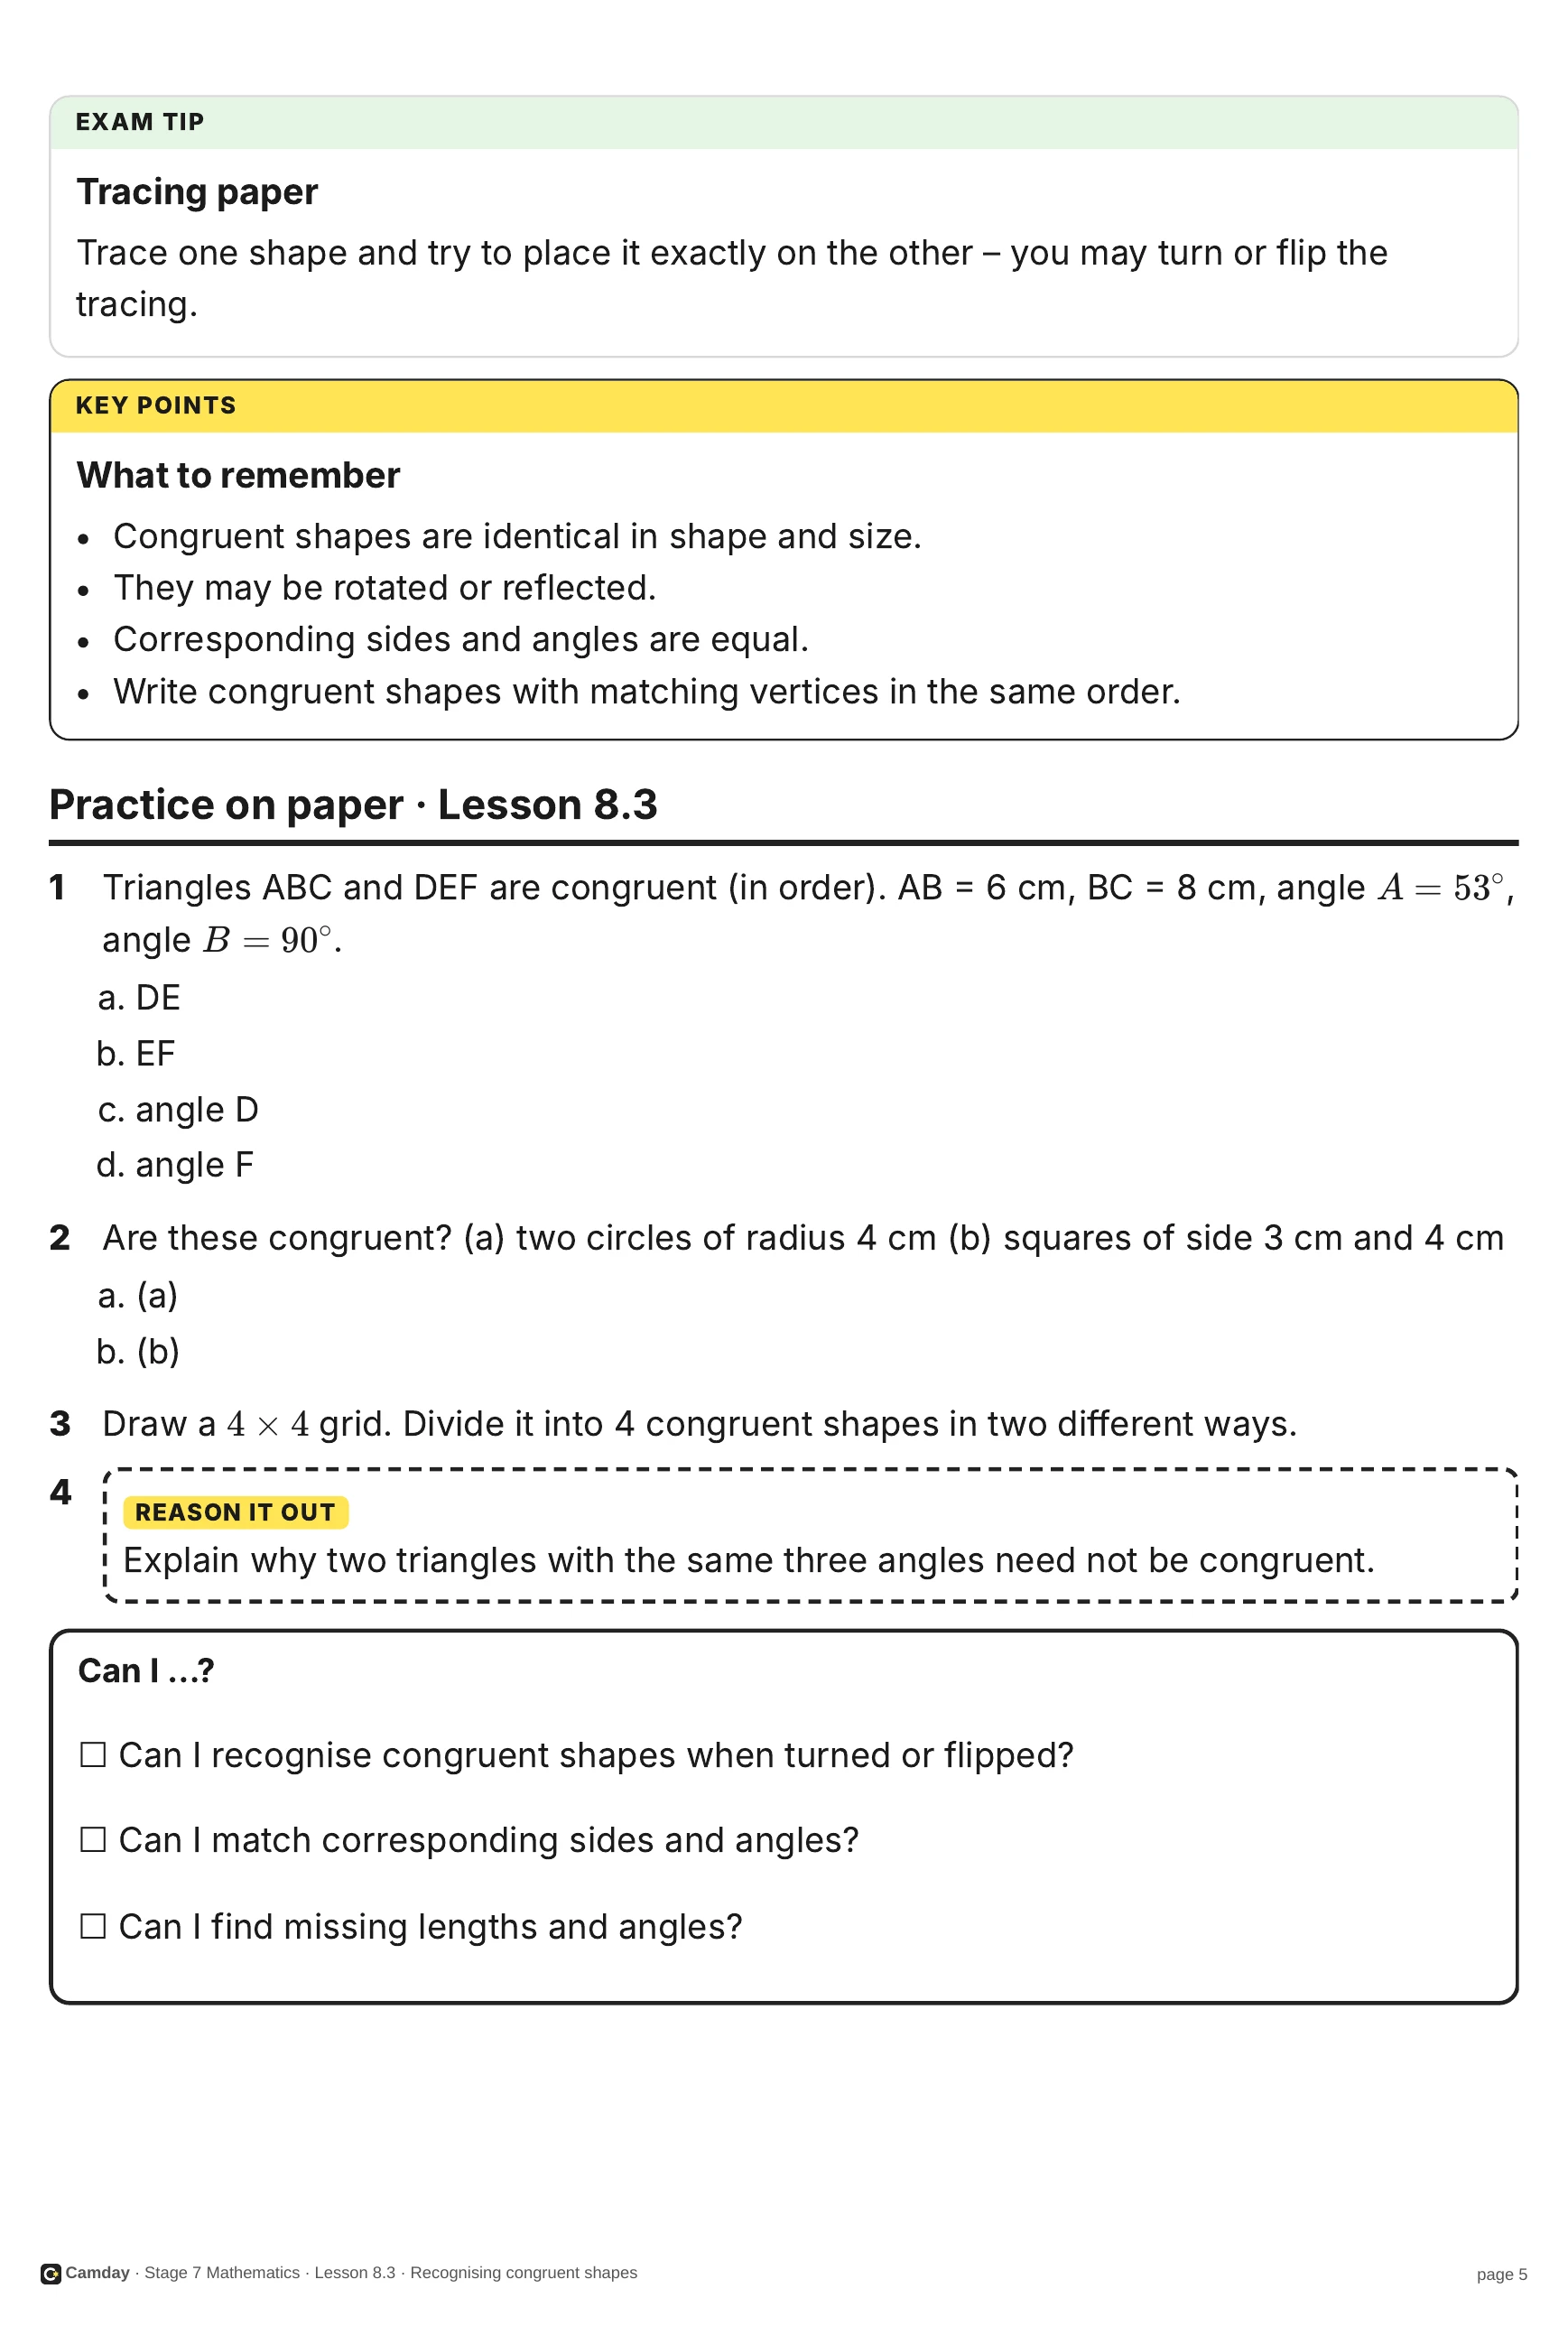 EXAM TIP
Tracing paper
Trace one shape and try to place it exactly on the other – you may turn or flip the
tracing.
KEY POINTS
What to remember
• Congruent shapes are identical in shape and size.
• They may be rotated or reflected.
• Corresponding sides and angles are equal.
• Write congruent shapes with matching vertices in the same order.
Practice on paper · Lesson 8.3
1 Triangles ABC and DEF are congruent (in order). AB = 6 cm, BC = 8 cm, angle A = 53°,
angle B = 90°.
a. DE
b. EF
c. angle D
d. angle F
2 Are these congruent? (a) two circles of radius 4 cm (b) squares of side 3 cm and 4 cm
a. (a)
b. (b)
3 Draw a 4 × 4 grid. Divide it into 4 congruent shapes in two different ways.
4 REASON IT OUT
Explain why two triangles with the same three angles need not be congruent.
Can I ...?
☐ Can I recognise congruent shapes when turned or flipped?
☐ Can I match corresponding sides and angles?
☐ Can I find missing lengths and angles?
Camday · Stage 7 Mathematics · Lesson 8.3 · Recognising congruent shapes page 5